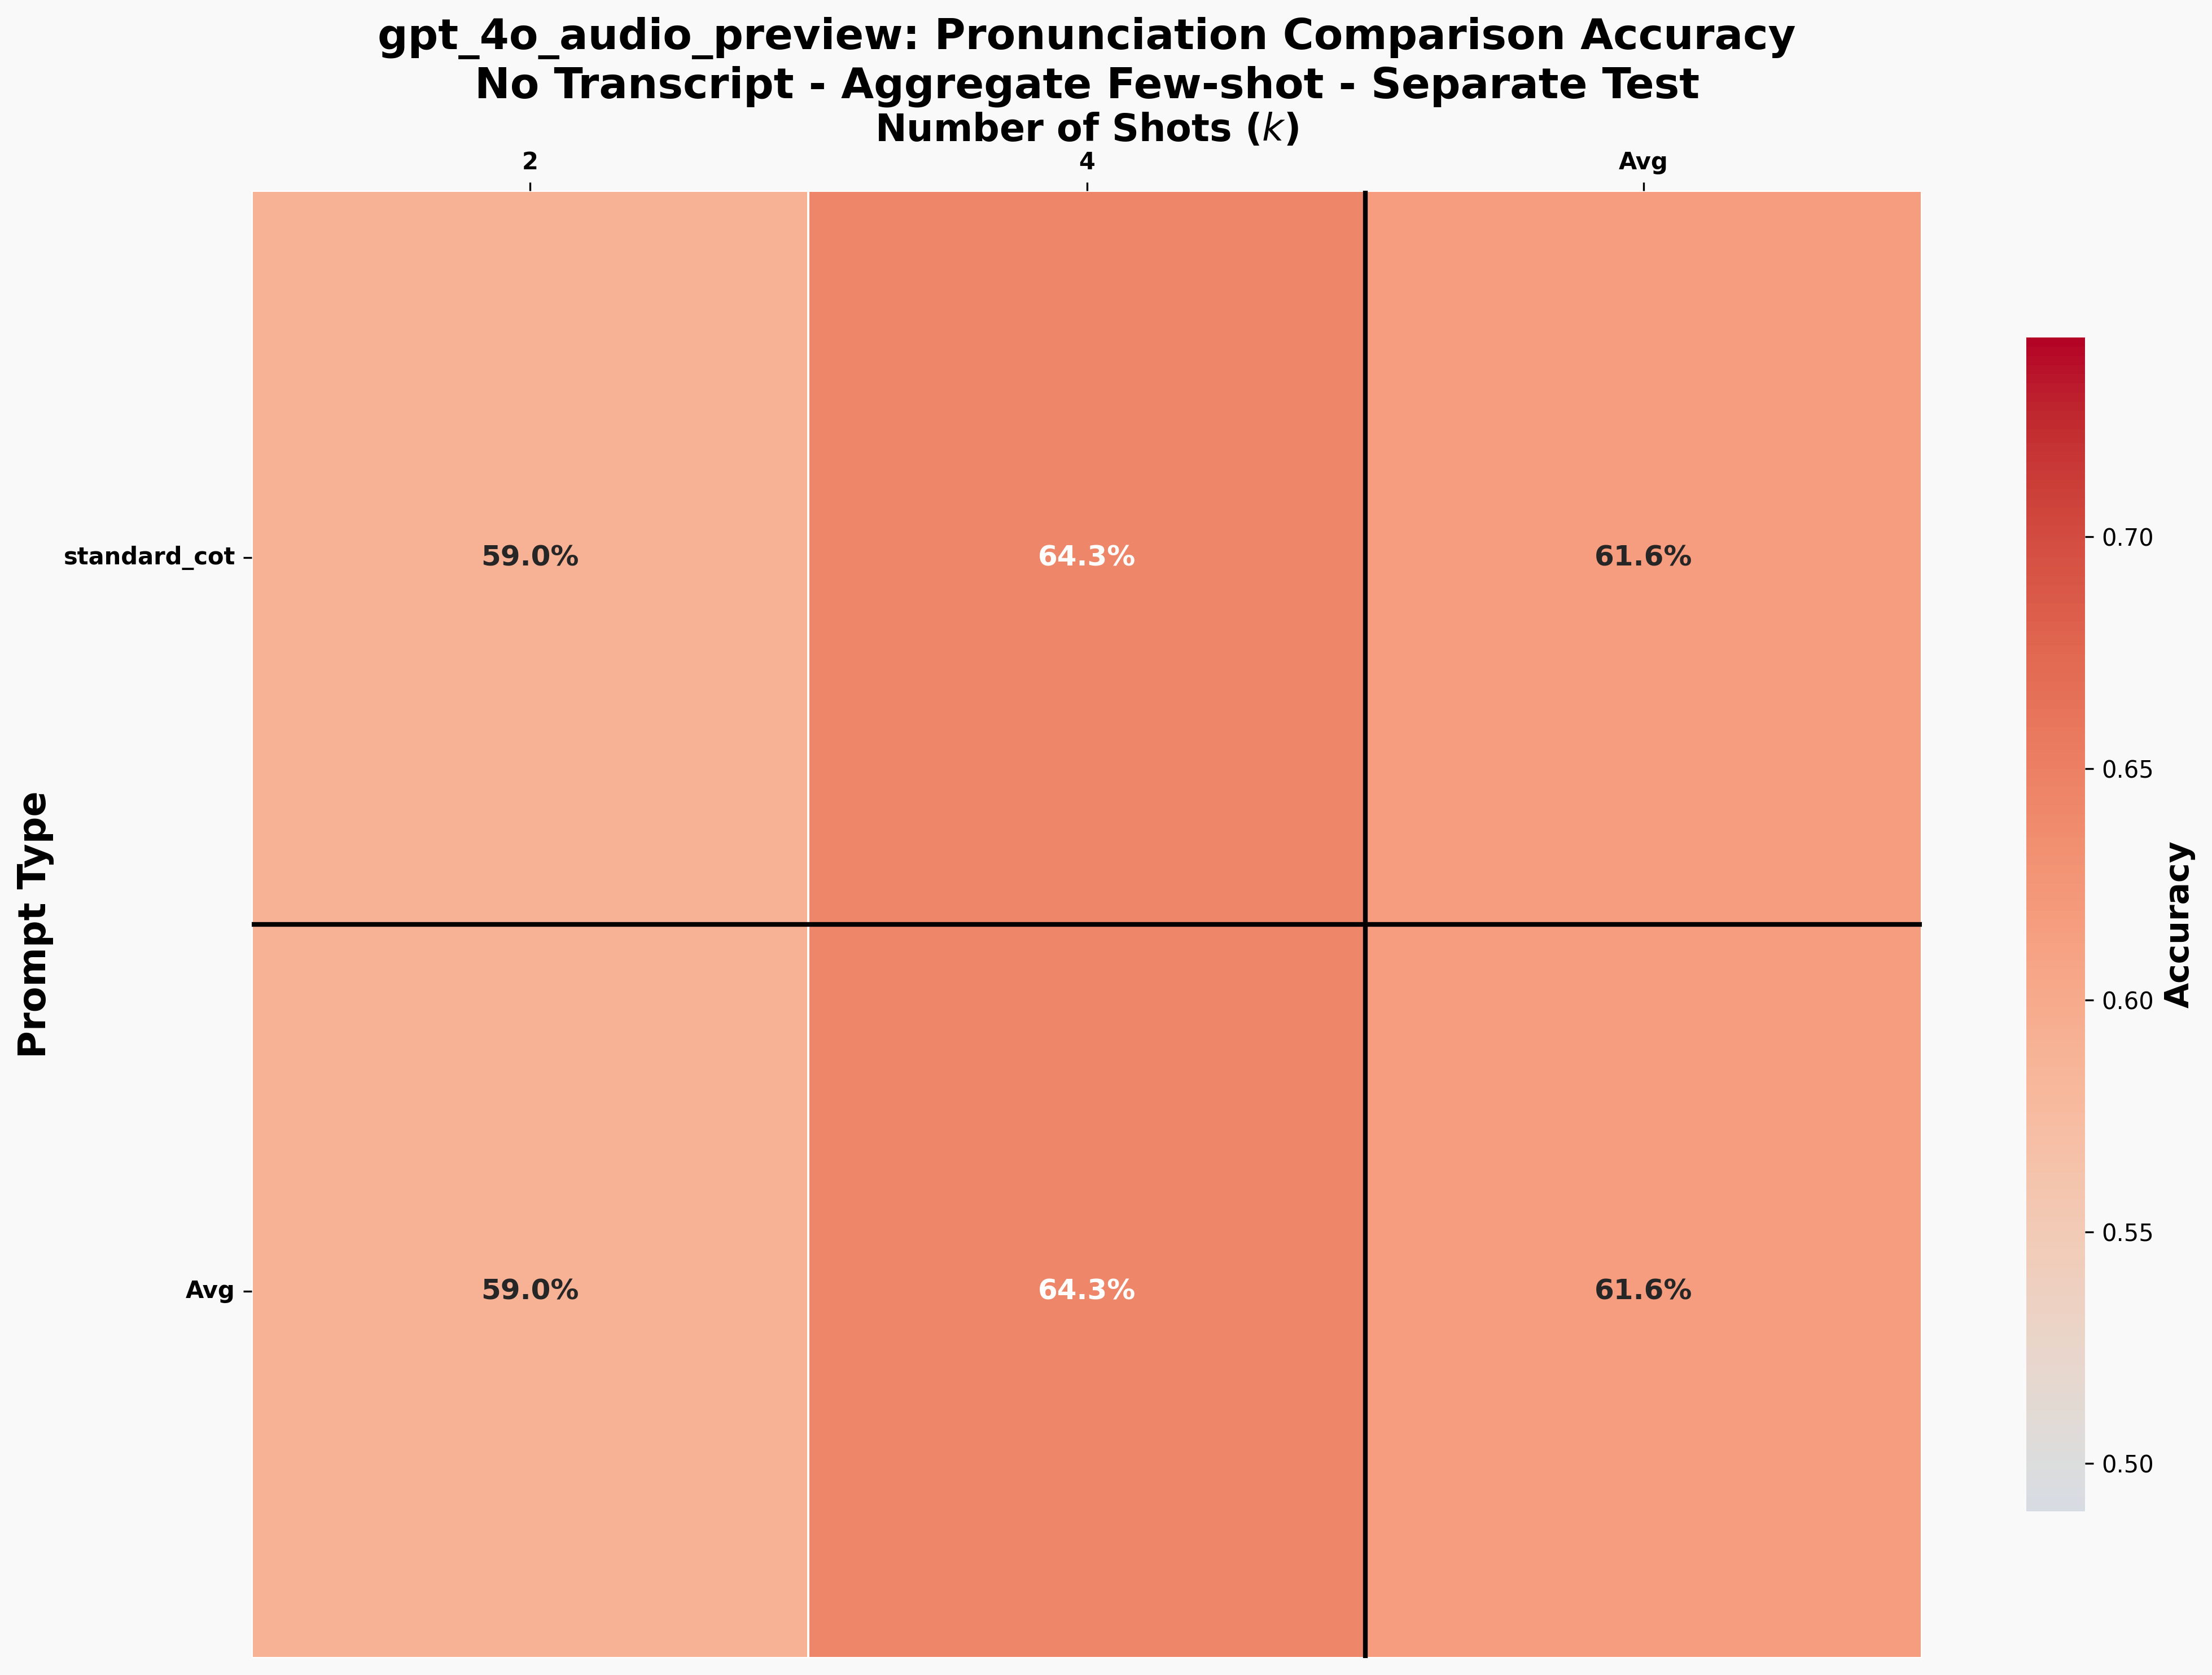 gpt_4o_audio_preview: Pronunciation Comparison Accuracy
No Transcript - Aggregate Few-shot - Separate Test
Number of Shots (k)
2 4 Avg
standard_cot 59.0% 64.3% 61.6%
Avg 59.0% 64.3% 61.6%
Prompt Type
0.70
0.65
0.60
0.55
0.50
Accuracy